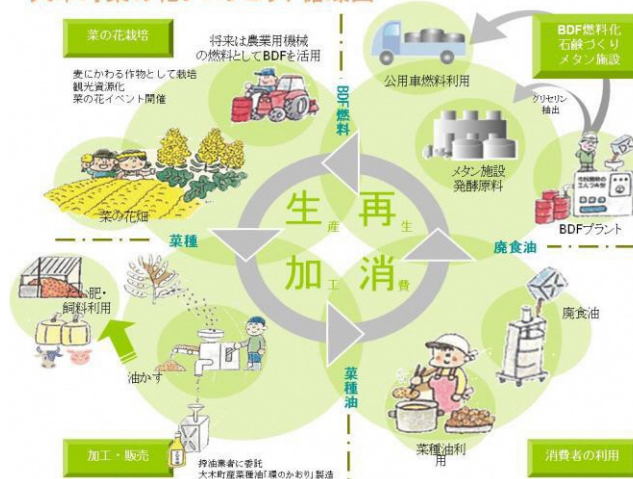 菜の花栽培
麦にかわる作物として栽培
観光資源化
菜の花イベント開催
将来は農業用機械
の燃料としてBDFを活用
菜の花畑
BDF燃料
公用車燃料利用
BDF燃料化
石鹸づくり
メタン施設
グリセリン
抽出
メタン施設
発酵原料
BDFプラント
生産
再生
加工
消費
菜種
廃食油
肥・
飼料利用
油かす
菜種油
廃食油
菜種油利
用
加工・販売
搾油業者に委託
大木町産菜種油「環のかおり」製造
消費者の利用